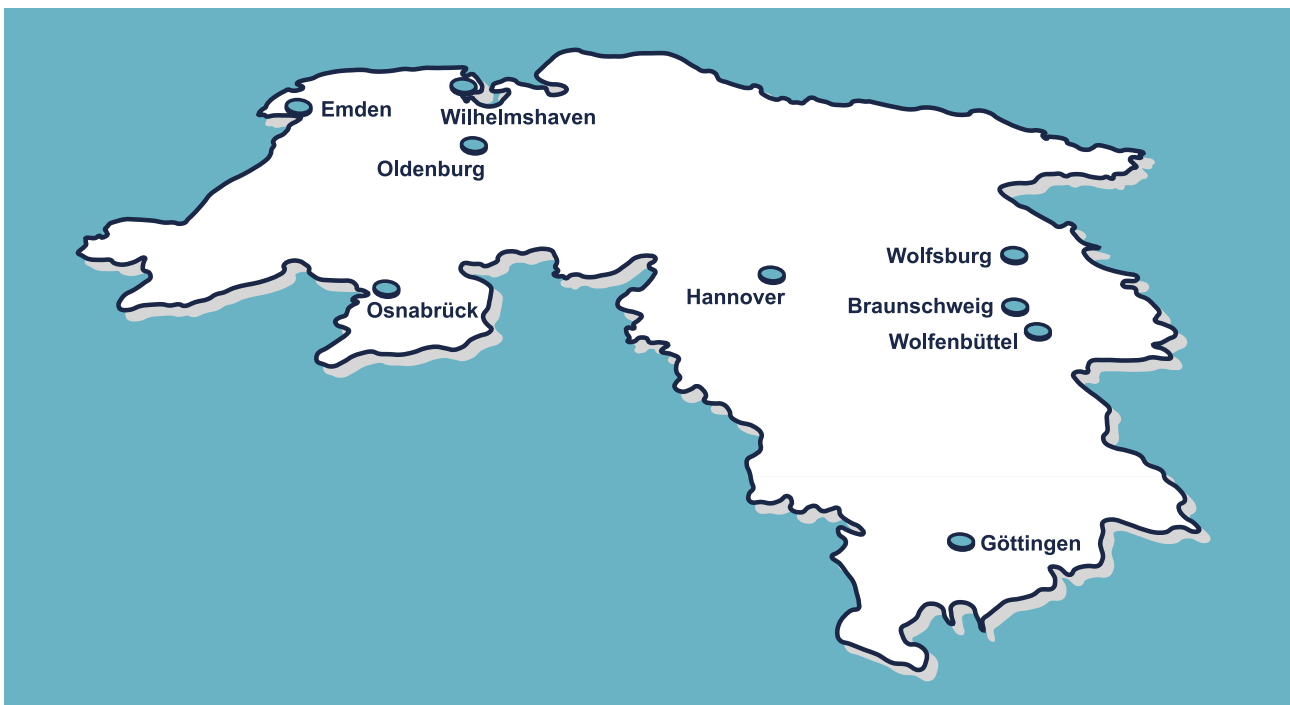 Emden
Wilhelmshaven
Oldenburg
Wolfsburg
Hannover
Braunschweig
Osnabrück
Wolfenbüttel
Göttingen